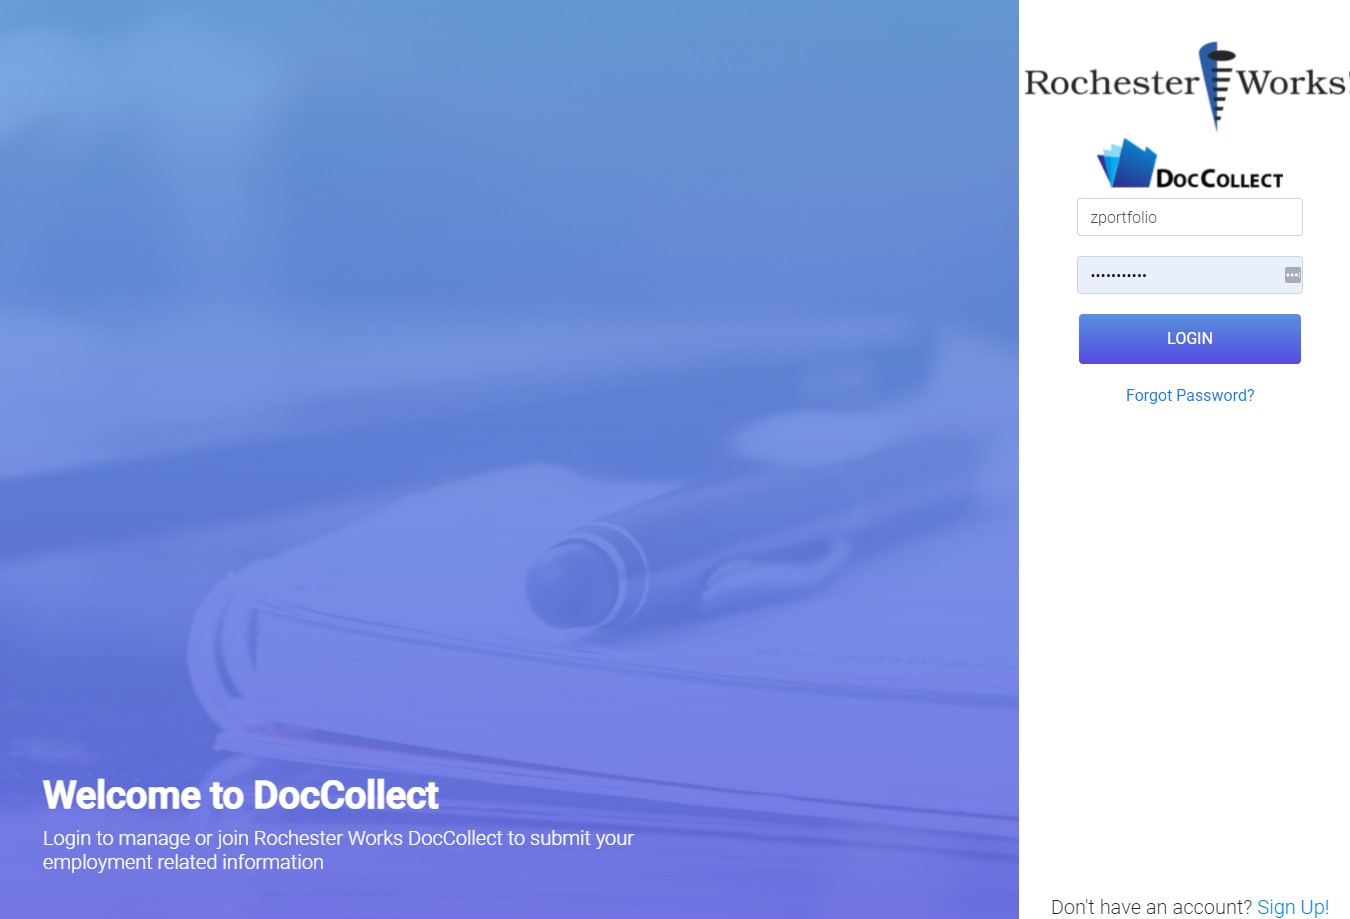 Rochester Works!
DocCollect
zportfolio
•••••••••••
LOGIN
Forgot Password?
Welcome to DocCollect
Login to manage or join Rochester Works DocCollect to submit your
employment related information
Don't have an account? Sign Up!